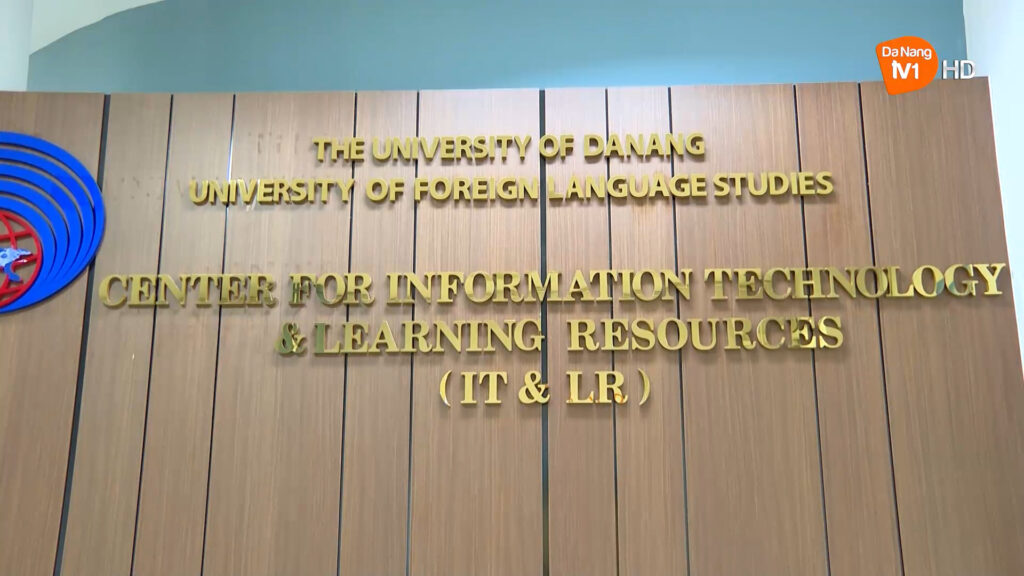 Da Nang
TV1 HD
THE UNIVERSITY OF DANANG
UNIVERSITY OF FOREIGN LANGUAGE STUDIES
CENTER FOR INFORMATION TECHNOLOGY
& LEARNING RESOURCES
( IT & LR )